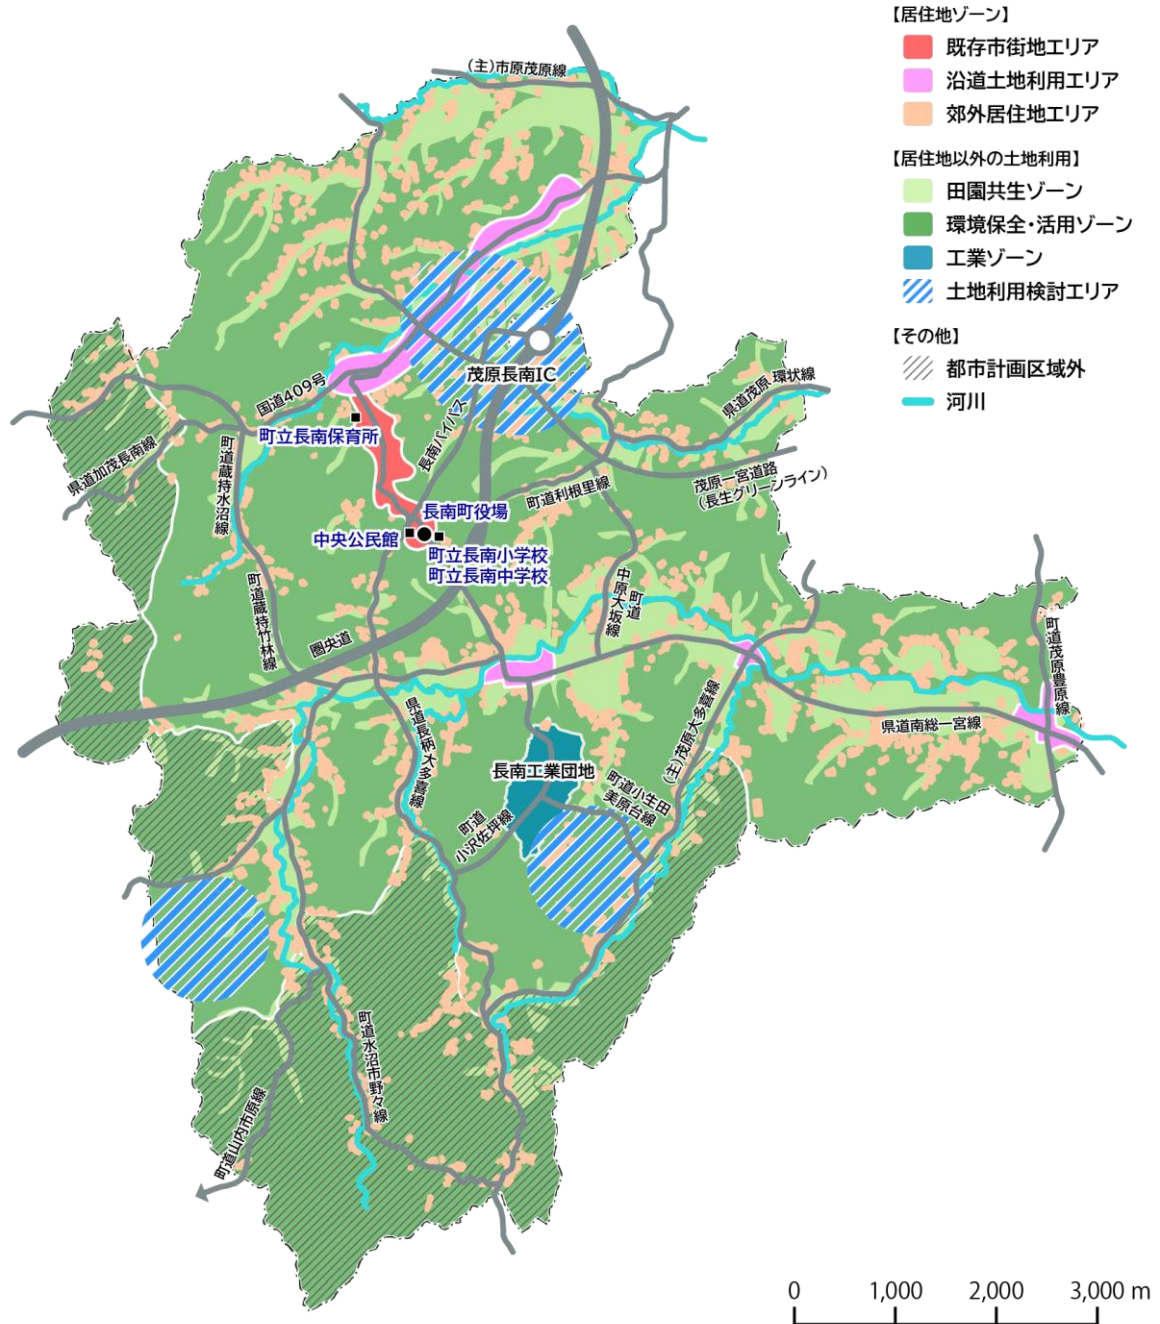 【居住地ゾーン】
既存市街地エリア
沿道土地利用エリア
郊外居住地エリア
【居住地以外の土地利用】
田園共生ゾーン
環境保全・活用ゾーン
工業ゾーン
土地利用検討エリア
【その他】
都市計画区域外
河川
(主)市原茂原線
茂原長南IC
国道409号
県道茂原環状線
町立長南保育所
長南バイパス
県道加茂長南線
町道蔵持水沼線
町道利根里線
茂原一宮道路
(長生グリーンライン)
長南町役場
中央公民館
町立長南小学校
町立長南中学校
町道蔵持竹林線
町道
中原大坂線
圏央道
町道茂原豊原線
県道長柄大多喜線
(主)茂原大多喜線
県道南総一宮線
長南工業団地
町道小生田
美原台線
町道
小沢佐坪線
町道水沼市野々線
町道山内市原線
0
1,000
2,000
3,000 m